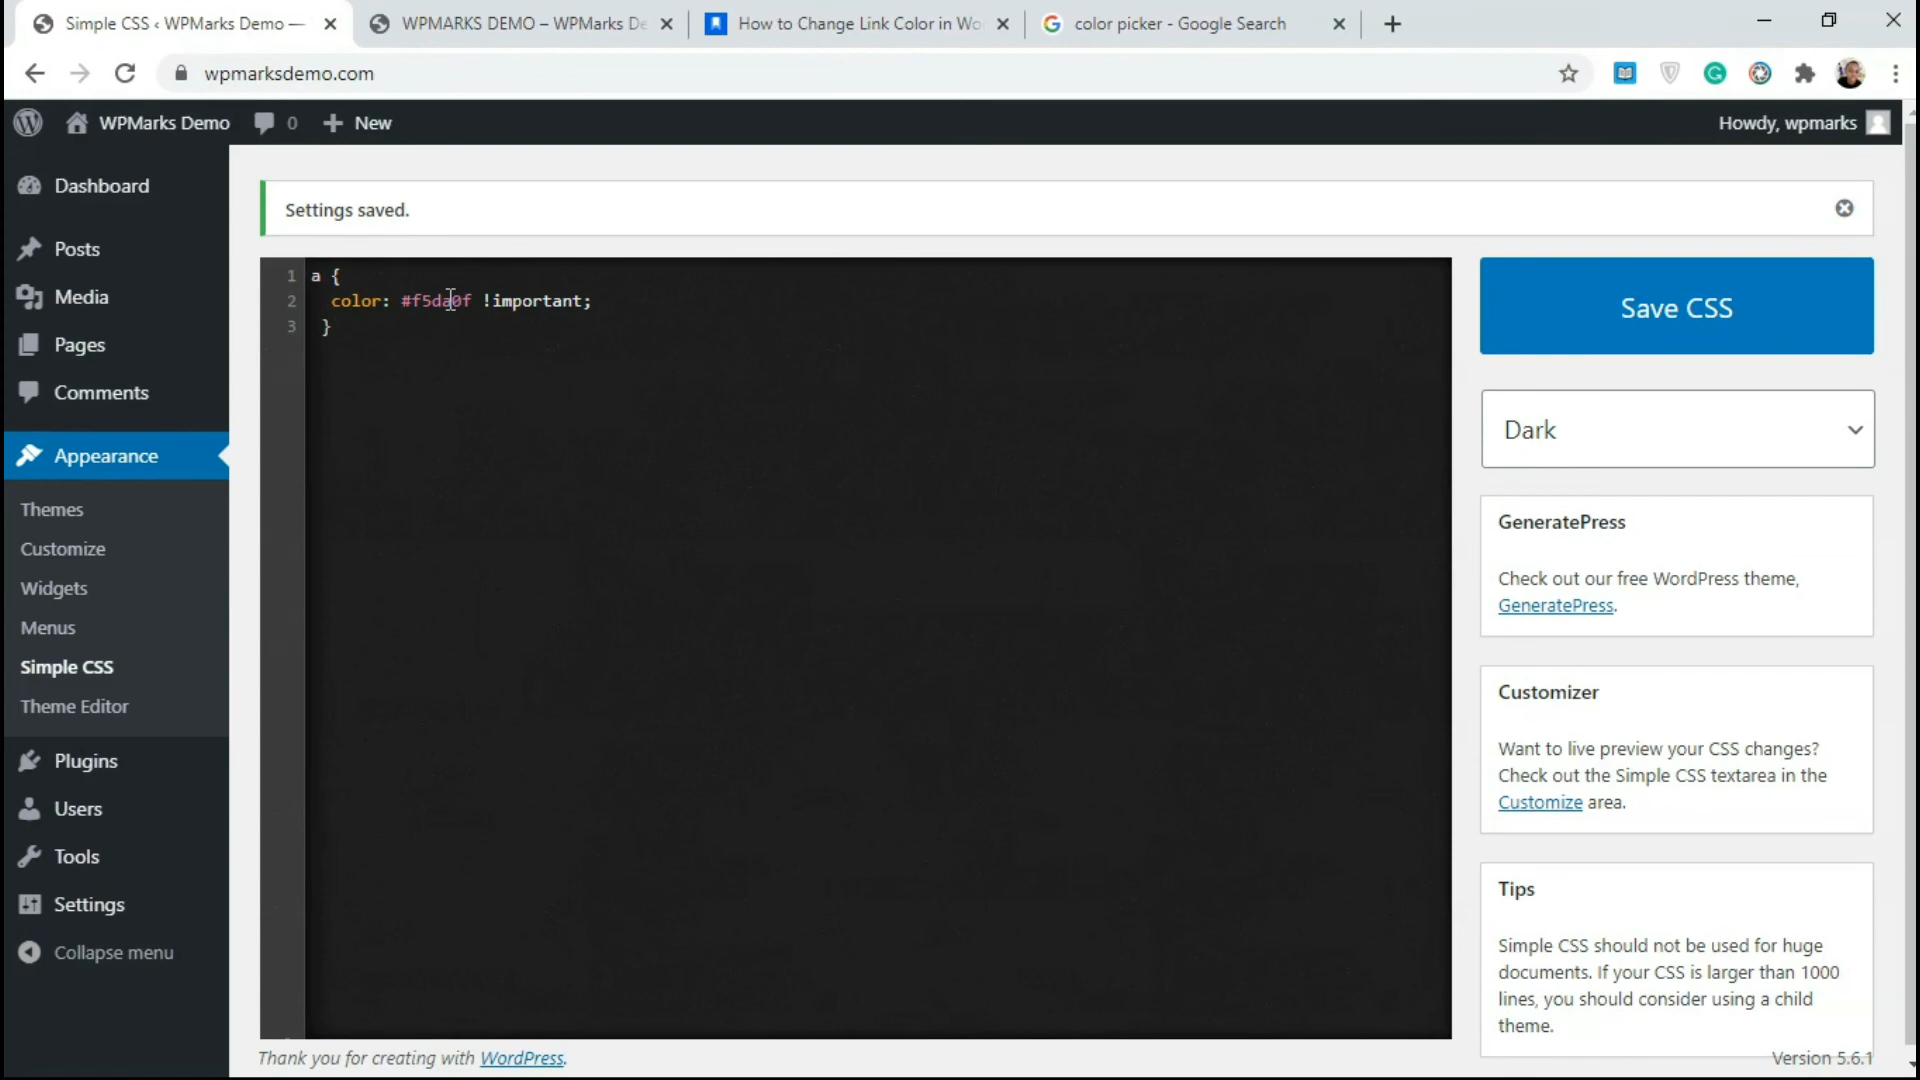 Simple CSS ‹ WPMarks Demo —
WPMARKS DEMO – WPMarks De
How to Change Link Color in Wo
color picker - Google Search
wpmarksdemo.com
WPMarks Demo
0
New
Howdy, wpmarks
Dashboard
Posts
Media
Pages
Comments
Appearance
Themes
Customize
Widgets
Menus
Simple CSS
Theme Editor
Plugins
Users
Tools
Settings
Collapse menu
Settings saved.
1 a {
2 color: #f5da0f !important;
3 }
Save CSS
Dark
GeneratePress
Check out our free WordPress theme,
GeneratePress.
Customizer
Want to live preview your CSS changes?
Check out the Simple CSS textarea in the
Customize area.
Tips
Simple CSS should not be used for huge
documents. If your CSS is larger than 1000
lines, you should consider using a child
theme.
Thank you for creating with WordPress.
Version 5.6.1